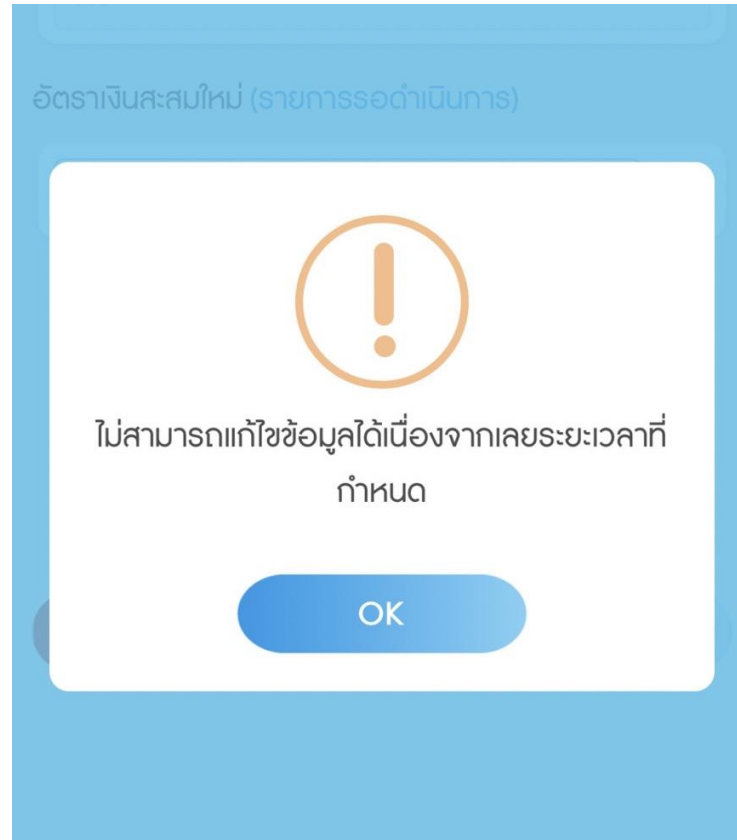 อัตราเงินสะสมใหม่ (รายการรอดำเนินการ)
ไม่สามารถแก้ไขข้อมูลได้เนื่องจากเลยระยะเวลาที่
กำหนด
OK